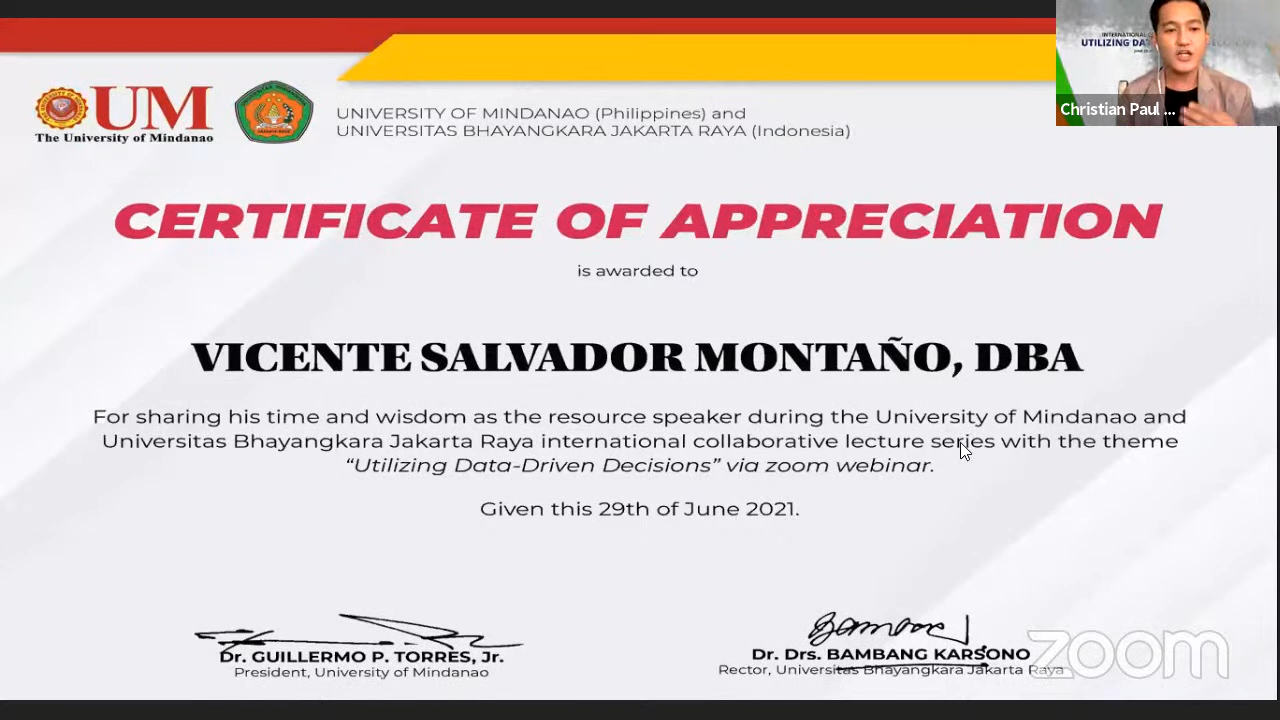 INTERNATIONAL
UTILIZING DA
Christian Paul ...
UM
The University of Mindanao
UNIVERSITY OF MINDANAO (Philippines) and
UNIVERSITAS BHAYANGKARA JAKARTA RAYA (Indonesia)
CERTIFICATE OF APPRECIATION
is awarded to
VICENTE SALVADOR MONTAÑO, DBA
For sharing his time and wisdom as the resource speaker during the University of Mindanao and
Universitas Bhayangkara Jakarta Raya international collaborative lecture series with the theme
“Utilizing Data-Driven Decisions” via zoom webinar.
Given this 29th of June 2021.
Dr. GUILLERMO P. TORRES, Jr.
President, University of Mindanao
Dr. Drs. BAMBANG KARSONO
Rector, Universitas Bhayangkara Jakarta Raya
zoom